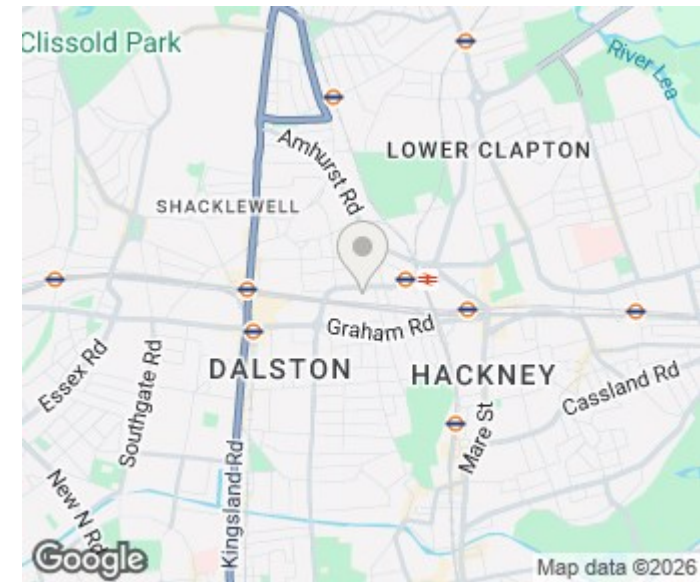 Clissold Park
River Lea
Amhurst Rd
LOWER CLAPTON
SHACKLEWELL
Graham Rd
DALSTON
HACKNEY
Essex Rd
Southgate Rd
Cassland Rd
Mare St
Kingsland Rd
New N Rd
Google
Map data ©2026